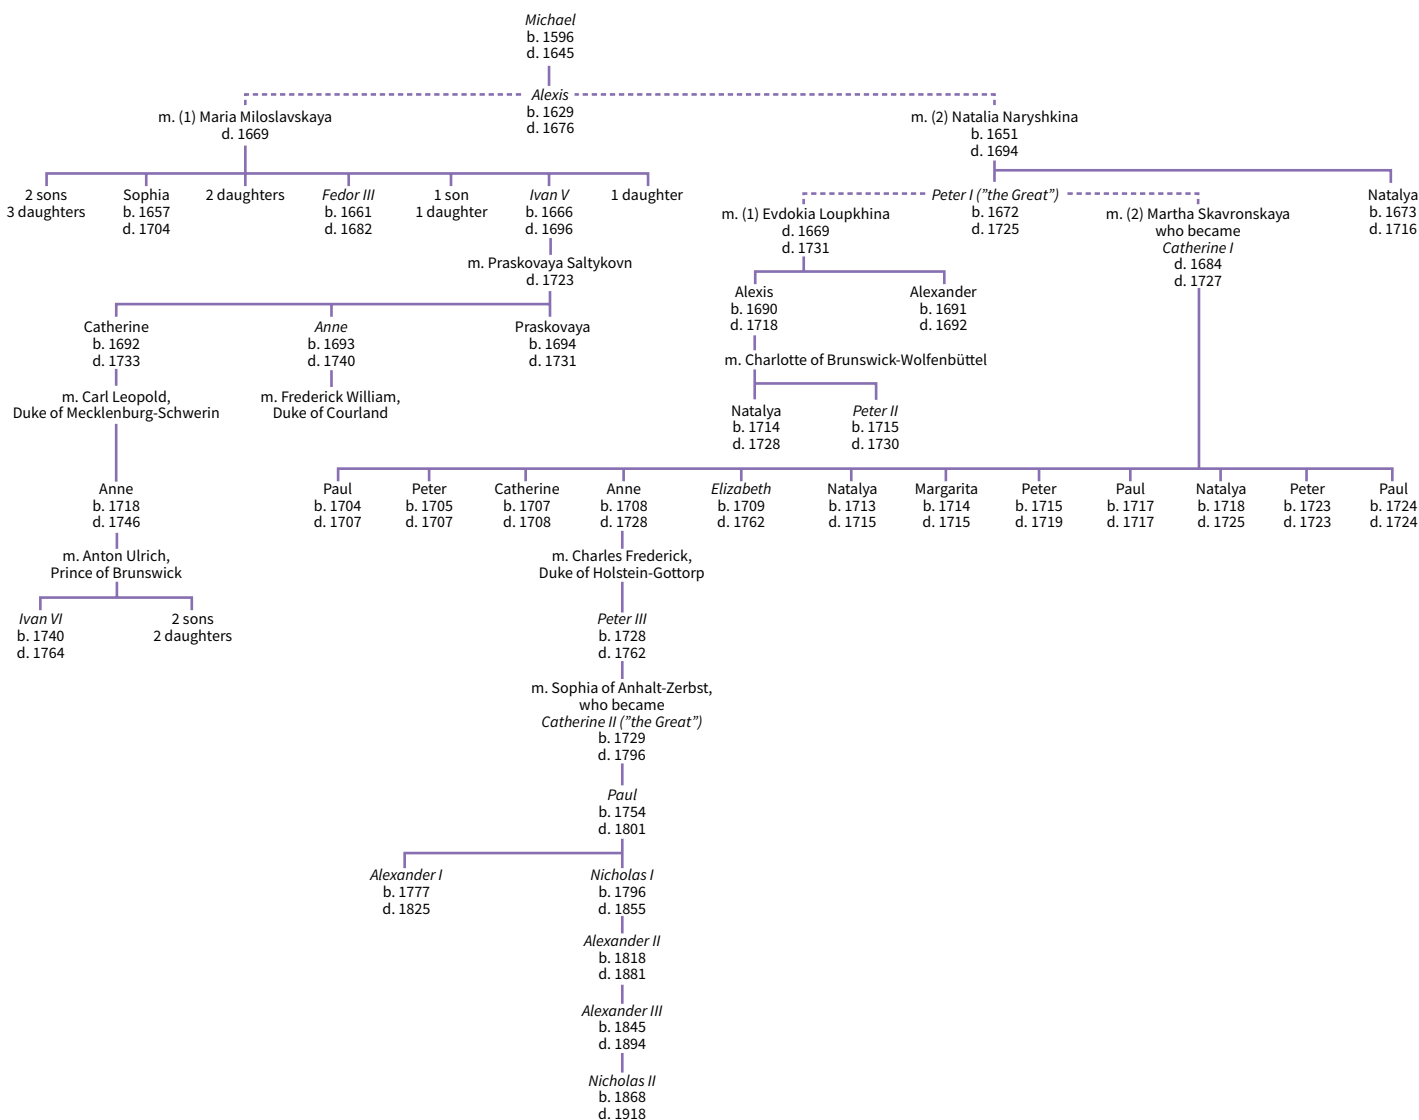 Michael
b. 1596
d. 1645
Alexis
b. 1629
d. 1676
m. (1) Maria Miloslavskaya
d. 1669
m. (2) Natalia Naryshkina
b. 1651
d. 1694
2 sons
3 daughters
Sophia
b. 1657
d. 1704
2 daughters
Fedor III
b. 1661
d. 1682
1 son
1 daughter
Ivan V
b. 1666
d. 1696
1 daughter
m. Praskovaya Saltykovn
d. 1723
Peter I (”the Great”)
b. 1672
d. 1725
Natalya
b. 1673
d. 1716
m. (1) Evdokia Loupkhina
d. 1669
d. 1731
m. (2) Martha Skavronskaya
who became
Catherine I
d. 1684
d. 1727
Alexis
b. 1690
d. 1718
Alexander
b. 1691
d. 1692
m. Charlotte of Brunswick-Wolfenbüttel
Natalya
b. 1714
d. 1728
Peter II
b. 1715
d. 1730
Catherine
b. 1692
d. 1733
Anne
b. 1693
d. 1740
Praskovaya
b. 1694
d. 1731
m. Carl Leopold,
Duke of Mecklenburg-Schwerin
m. Frederick William,
Duke of Courland
Anne
b. 1718
d. 1746
m. Anton Ulrich,
Prince of Brunswick
Ivan VI
b. 1740
d. 1764
2 sons
2 daughters
Paul
b. 1704
d. 1707
Peter
b. 1705
d. 1707
Catherine
b. 1707
d. 1708
Anne
b. 1708
d. 1728
Elizabeth
b. 1709
d. 1762
Natalya
b. 1713
d. 1715
Margarita
b. 1714
d. 1715
Peter
b. 1715
d. 1719
Paul
b. 1717
d. 1717
Natalya
b. 1718
d. 1725
Peter
b. 1723
d. 1723
Paul
b. 1724
d. 1724
m. Charles Frederick,
Duke of Holstein-Gottorp
Peter III
b. 1728
d. 1762
m. Sophia of Anhalt-Zerbst,
who became
Catherine II (”the Great”)
b. 1729
d. 1796
Paul
b. 1754
d. 1801
Alexander I
b. 1777
d. 1825
Nicholas I
b. 1796
d. 1855
Alexander II
b. 1818
d. 1881
Alexander III
b. 1845
d. 1894
Nicholas II
b. 1868
d. 1918